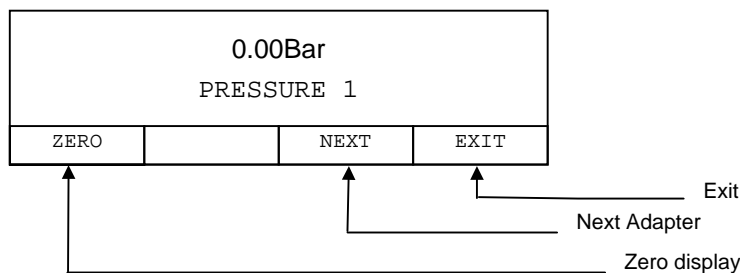 0.00Bar
PRESSURE 1
ZERO NEXT EXIT
Exit
Next Adapter
Zero display